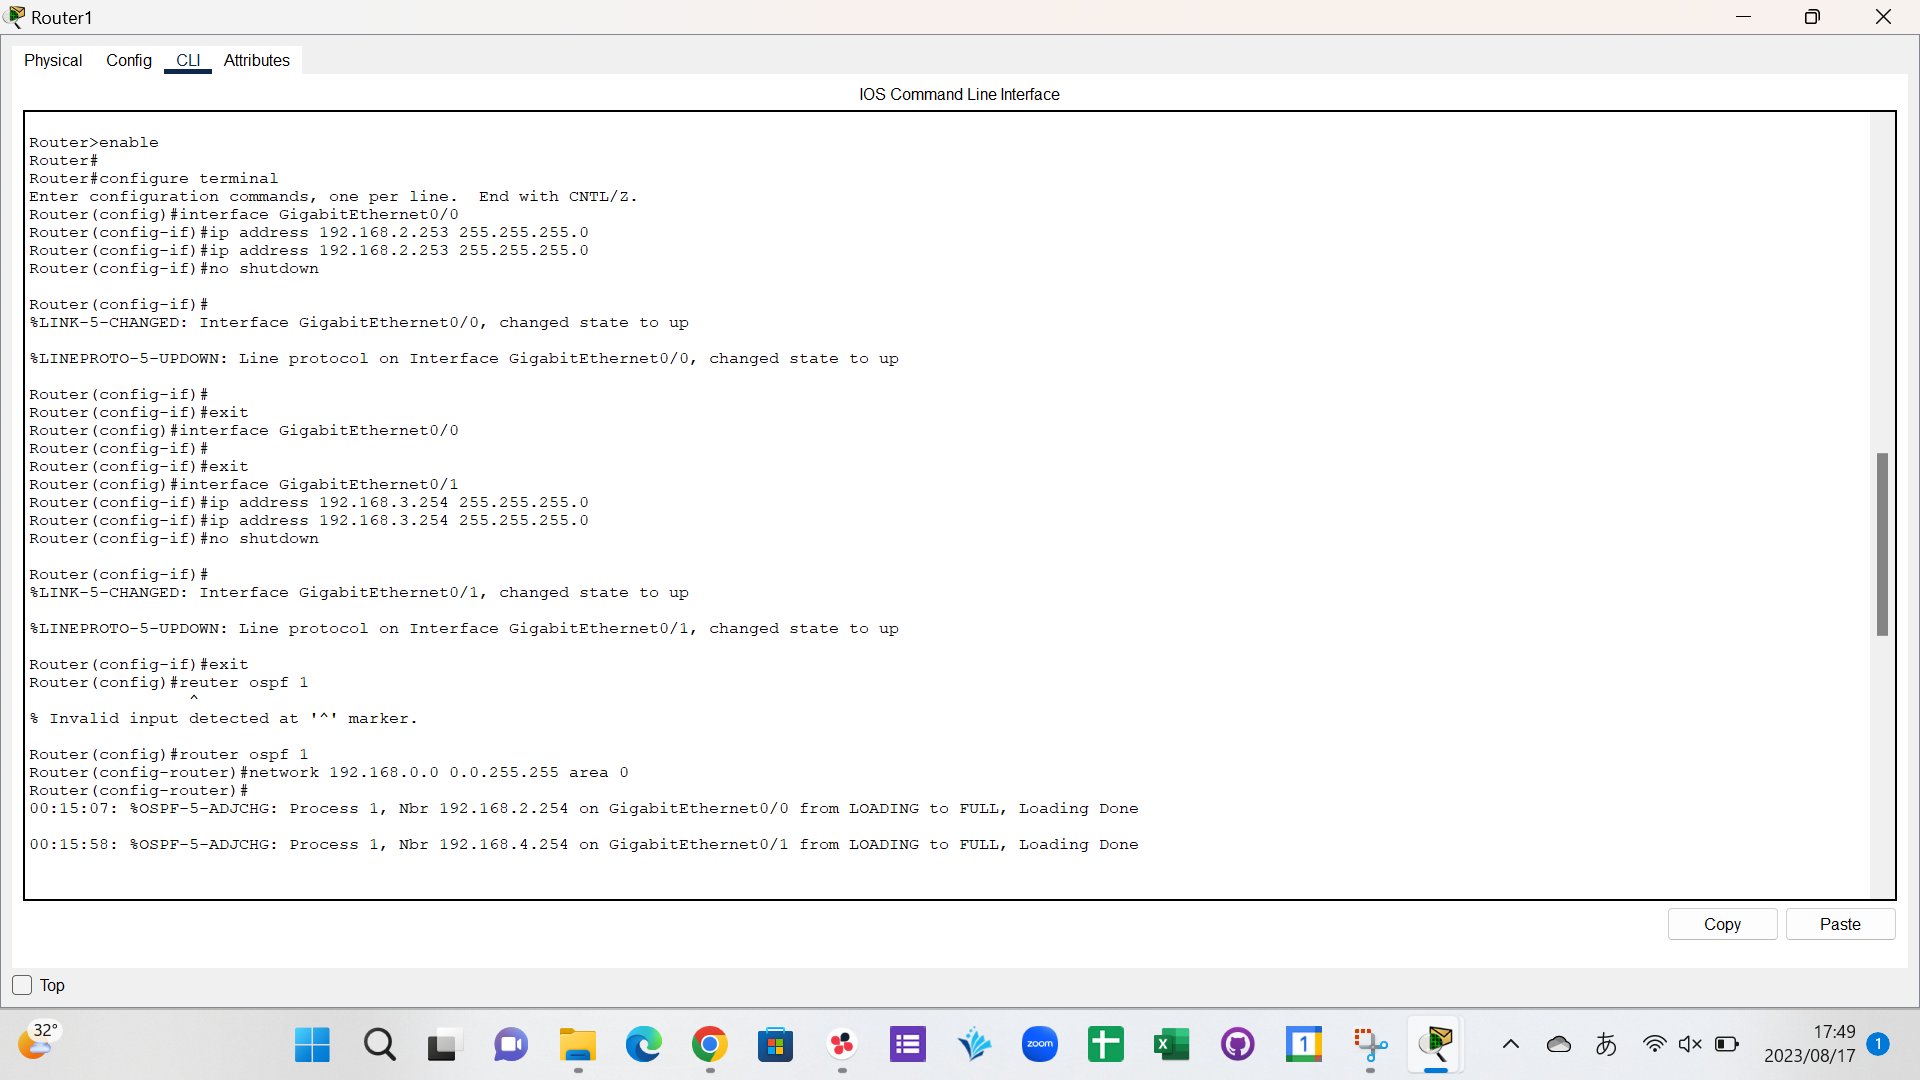 Router1
Physical Config CLI Attributes
IOS Command Line Interface
Router>enable
Router#
Router#configure terminal
Enter configuration commands, one per line.  End with CNTL/Z.
Router(config)#interface GigabitEthernet0/0
Router(config-if)#ip address 192.168.2.253 255.255.255.0
Router(config-if)#ip address 192.168.2.253 255.255.255.0
Router(config-if)#no shutdown
Router(config-if)#
%LINK-5-CHANGED: Interface GigabitEthernet0/0, changed state to up
%LINEPROTO-5-UPDOWN: Line protocol on Interface GigabitEthernet0/0, changed state to up
Router(config-if)#
Router(config-if)#exit
Router(config)#interface GigabitEthernet0/0
Router(config-if)#
Router(config-if)#exit
Router(config)#interface GigabitEthernet0/1
Router(config-if)#ip address 192.168.3.254 255.255.255.0
Router(config-if)#ip address 192.168.3.254 255.255.255.0
Router(config-if)#no shutdown
Router(config-if)#
%LINK-5-CHANGED: Interface GigabitEthernet0/1, changed state to up
%LINEPROTO-5-UPDOWN: Line protocol on Interface GigabitEthernet0/1, changed state to up
Router(config-if)#exit
Router(config)#reuter ospf 1
^
% Invalid input detected at '^' marker.
Router(config)#router ospf 1
Router(config-router)#network 192.168.0.0 0.0.255.255 area 0
Router(config-router)#
00:15:07: %OSPF-5-ADJCHG: Process 1, Nbr 192.168.2.254 on GigabitEthernet0/0 from LOADING to FULL, Loading Done
00:15:58: %OSPF-5-ADJCHG: Process 1, Nbr 192.168.4.254 on GigabitEthernet0/1 from LOADING to FULL, Loading Done
Copy Paste
Top
32°
zoom
X
1
あ
17:49
2023/08/17
1